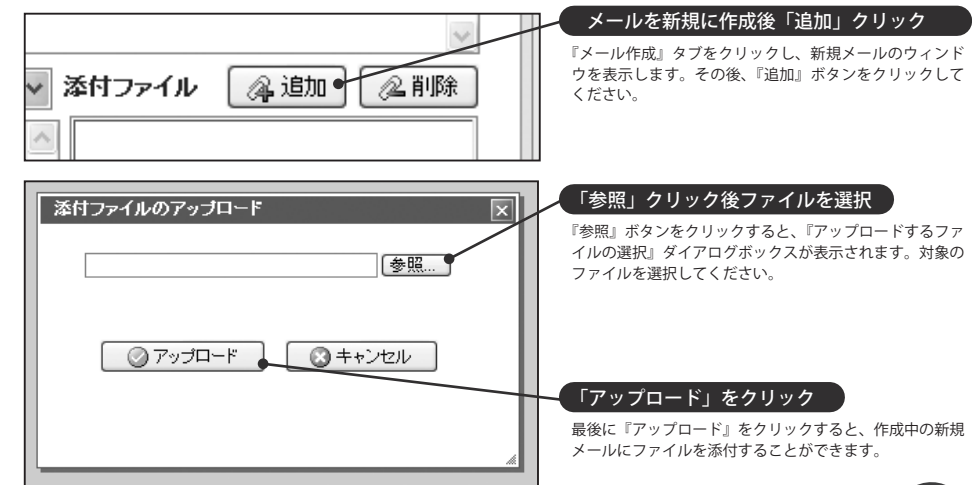 メールを新規に作成後「追加」クリック
『メール作成』タブをクリックし、新規メールのウィンド
ウを表示します。その後、『追加』ボタンをクリックして
ください。
添付ファイル 追加 削除
添付ファイルのアップロード
参照...
アップロード キャンセル
「参照」クリック後ファイルを選択
『参照』ボタンをクリックすると、『アップロードするファ
イルの選択』ダイアログボックスが表示されます。対象の
ファイルを選択してください。
「アップロード」をクリック
最後に『アップロード』をクリックすると、作成中の新規
メールにファイルを添付することができます。